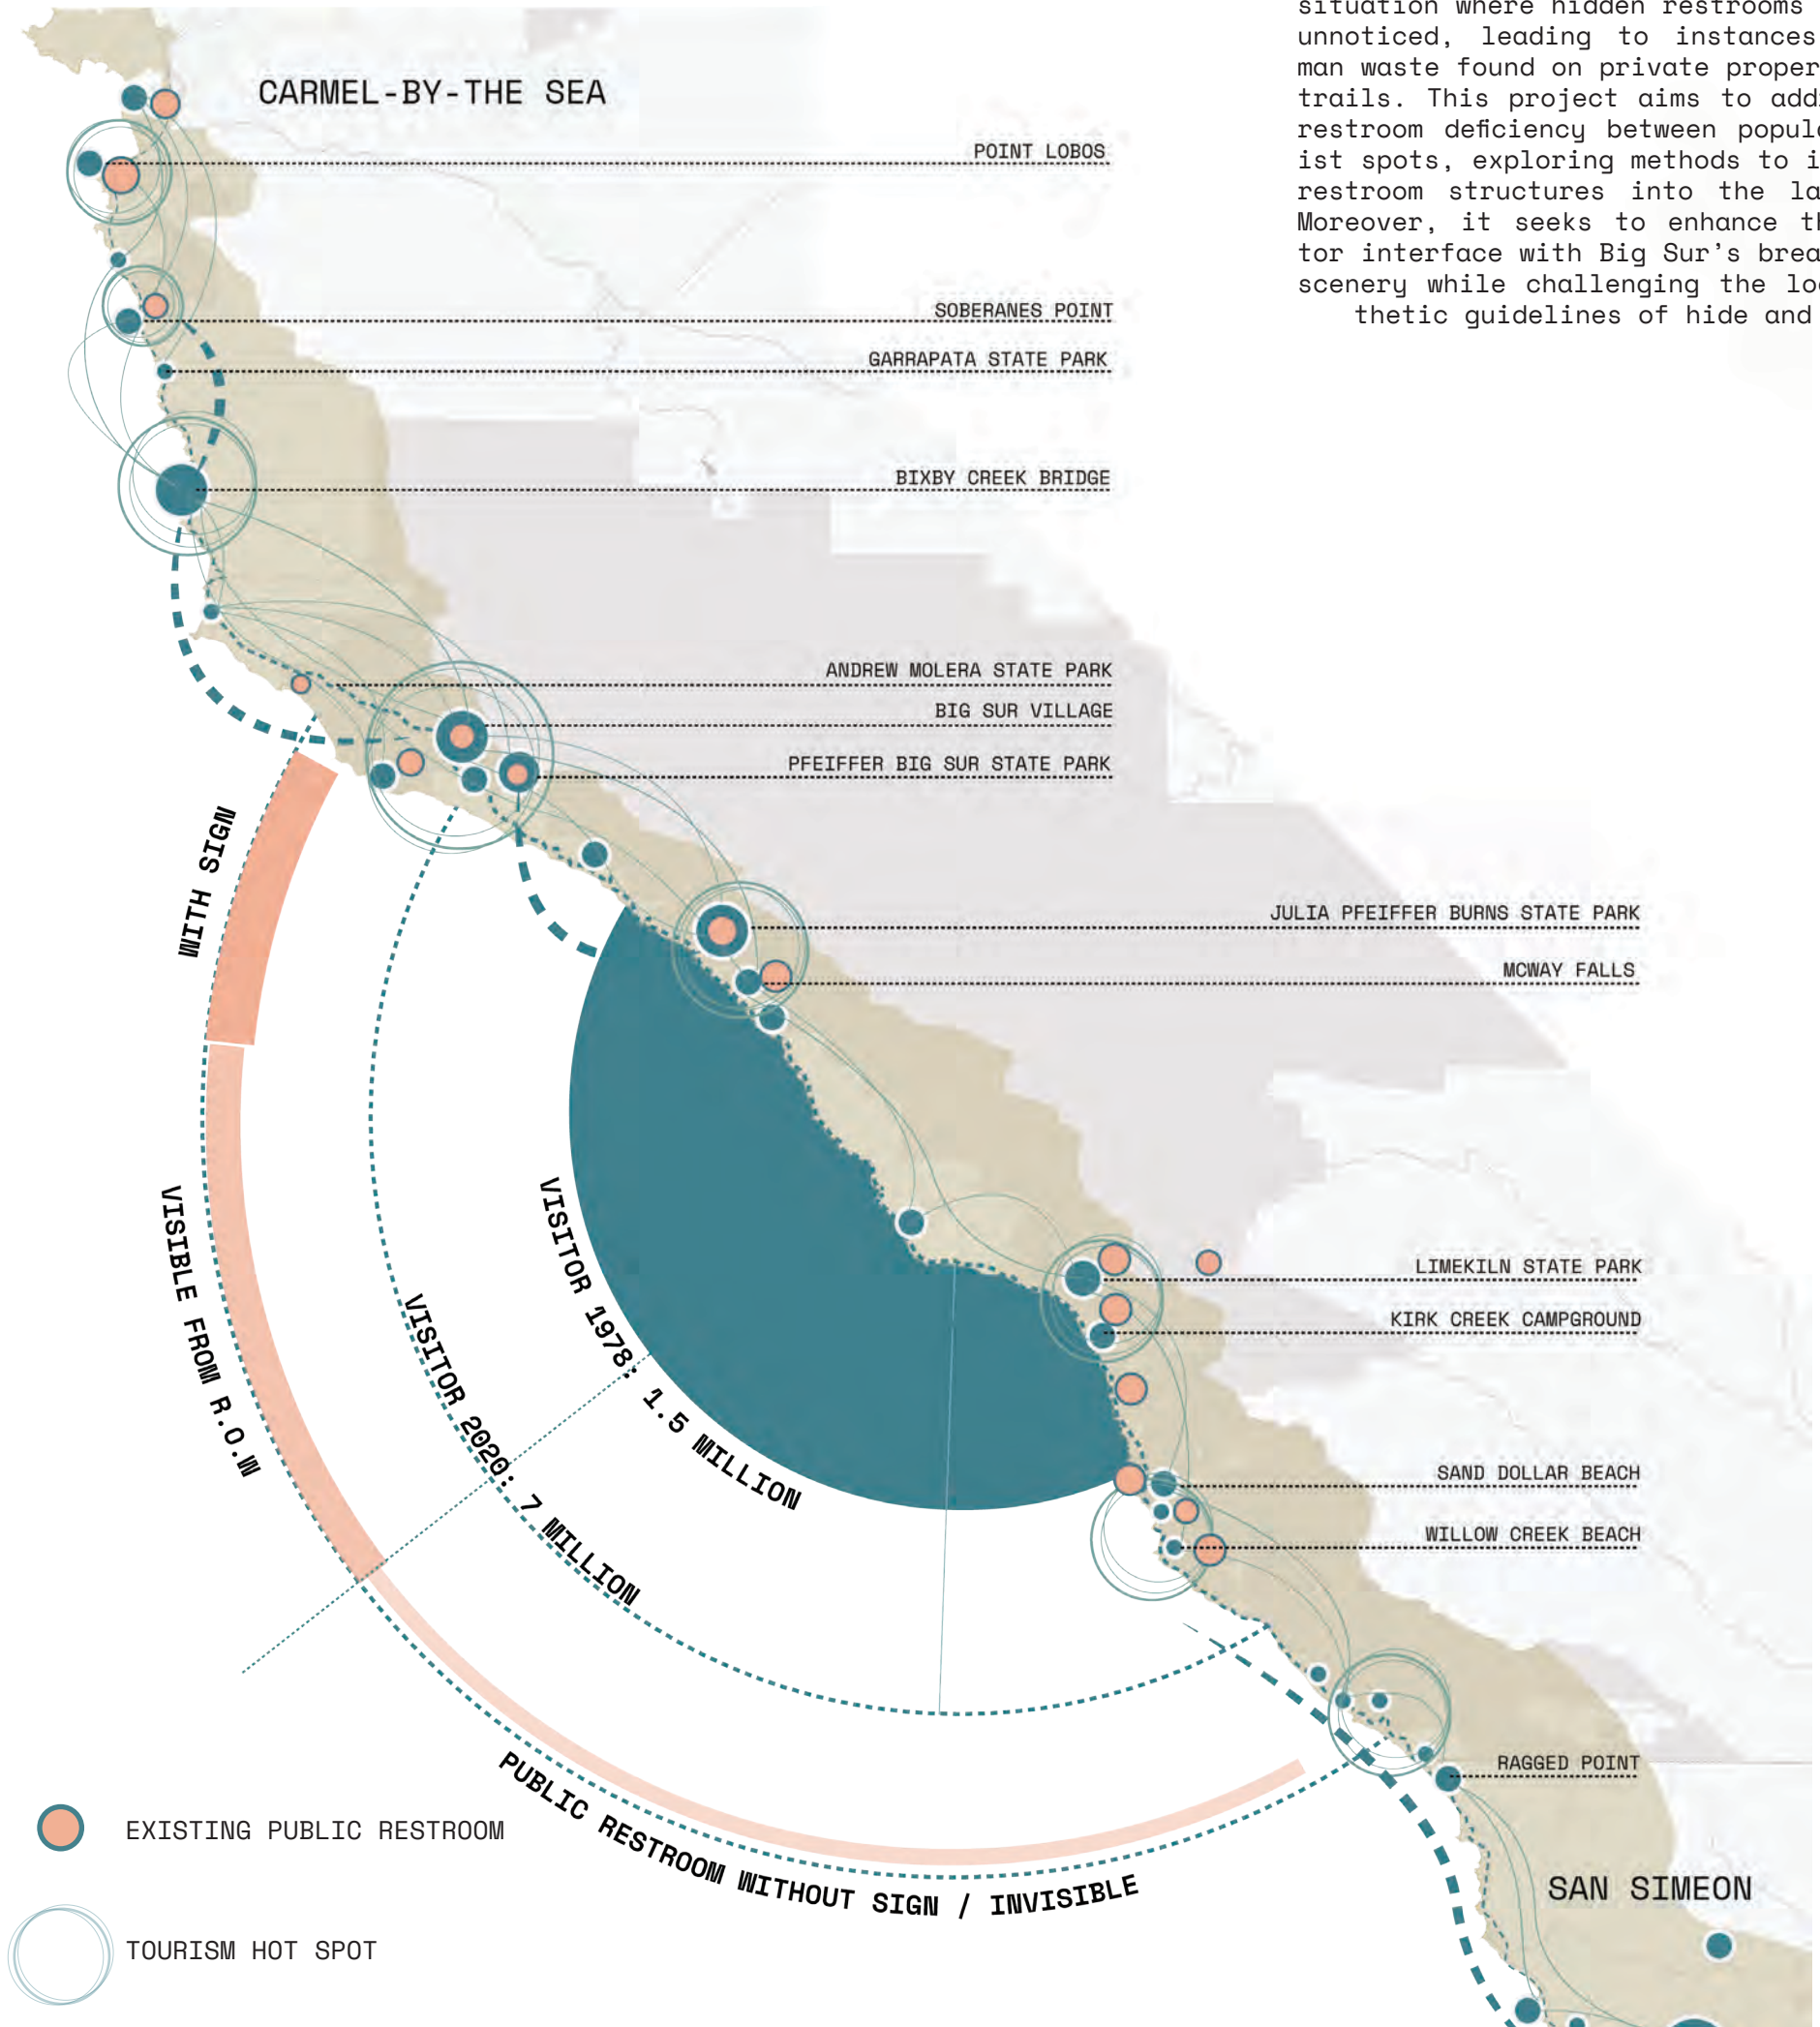 situation where hidden restrooms
unnoticed, leading to instances
man waste found on private proper
trails. This project aims to add
restroom deficiency between popul
ist spots, exploring methods to i
restroom structures into the la
Moreover, it seeks to enhance th
tor interface with Big Sur's brea
scenery while challenging the lo
thetic guidelines of hide and
CARMEL-BY-THE SEA
POINT LOBOS
SOBERANES POINT
GARRAPATA STATE PARK
BIXBY CREEK BRIDGE
ANDREW MOLERA STATE PARK
BIG SUR VILLAGE
PFEIFFER BIG SUR STATE PARK
JULIA PFEIFFER BURNS STATE PARK
MCWAY FALLS
LIMEKILN STATE PARK
KIRK CREEK CAMPGROUND
SAND DOLLAR BEACH
WILLOW CREEK BEACH
RAGGED POINT
SAN SIMEON
WITH SIGN
VISIBLE FROM R.O.W
PUBLIC RESTROOM WITHOUT SIGN / INVISIBLE
VISITOR 2020: 7 MILLION
VISITOR 1978: 1.5 MILLION
EXISTING PUBLIC RESTROOM
TOURISM HOT SPOT